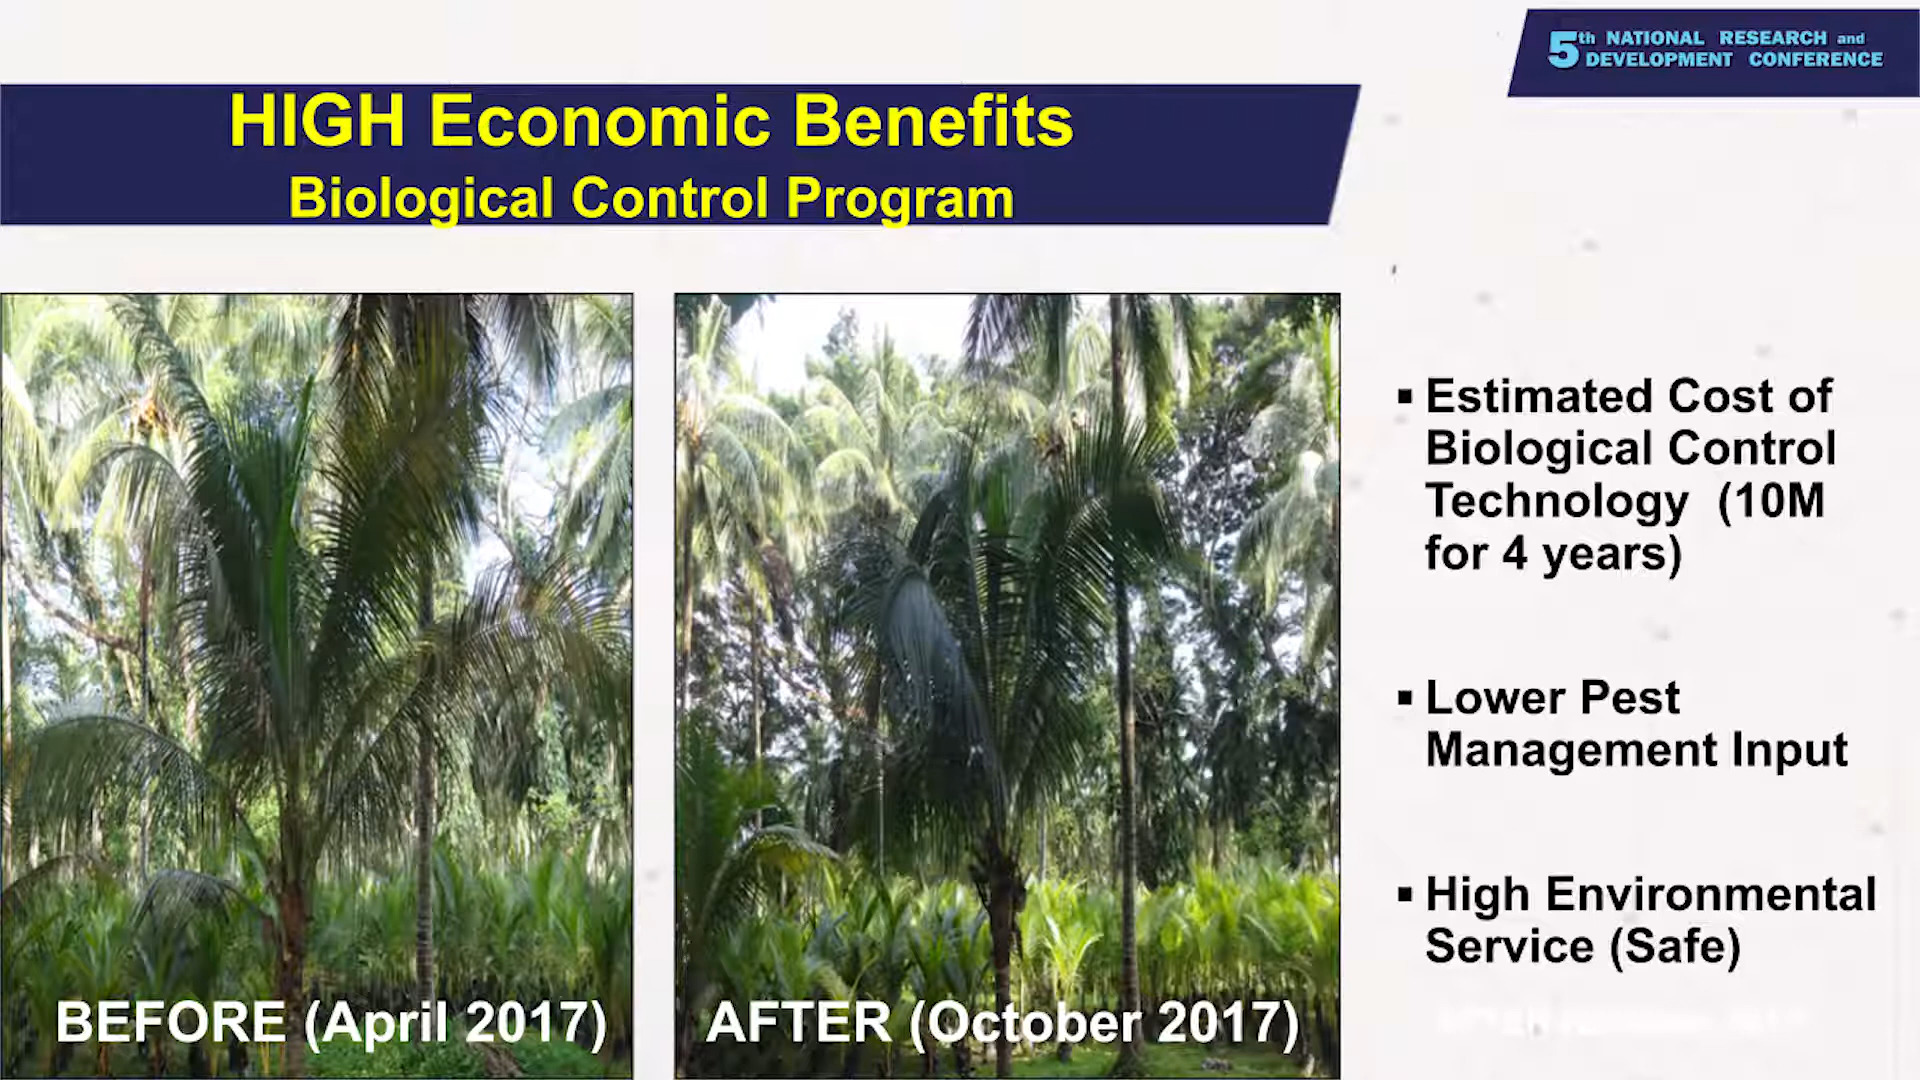 5th NATIONAL RESEARCH and
DEVELOPMENT CONFERENCE
HIGH Economic Benefits
Biological Control Program
▪ Estimated Cost of
Biological Control
Technology (10M
for 4 years)
▪ Lower Pest
Management Input
▪ High Environmental
Service (Safe)
BEFORE (April 2017)
AFTER (October 2017)